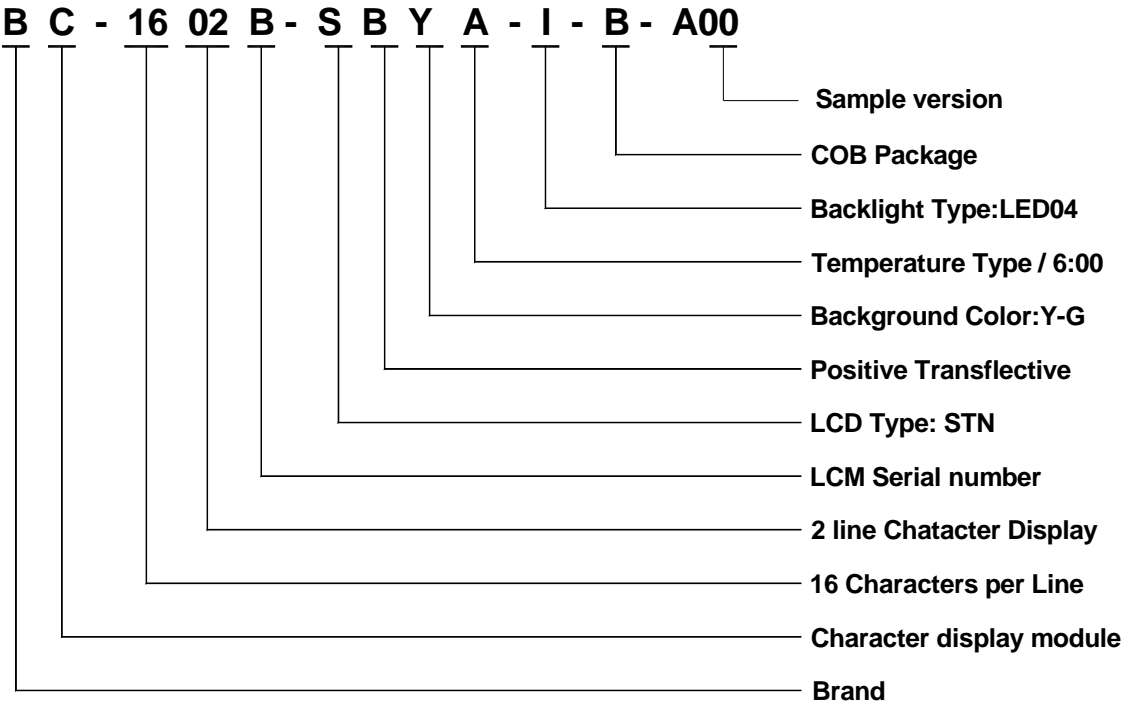 B C - 16 02 B - S B Y A - I - B - A00
Sample version
COB Package
Backlight Type:LED04
Temperature Type / 6:00
Background Color:Y-G
Positive Transflective
LCD Type: STN
LCM Serial number
2 line Chatacter Display
16 Characters per Line
Character display module
Brand